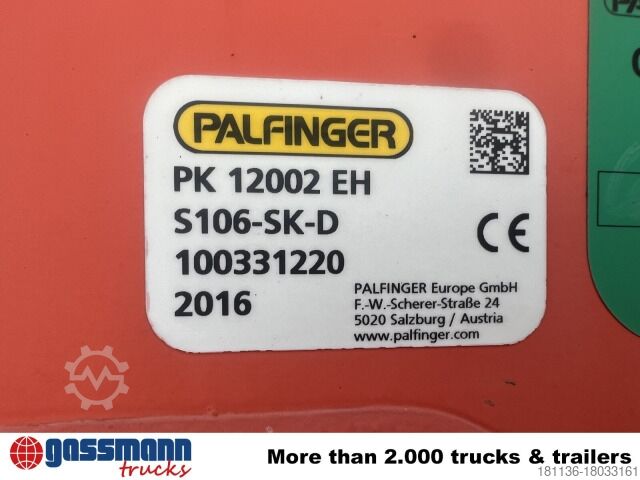 PALFINGER
PK 12002 EH
S106-SK-D
100331220
2016
CE
PALFINGER Europe GmbH
F.-W.-Scherer-Straße 24
5020 Salzburg / Austria
www.palfinger.com
gassmann
trucks
More than 2.000 trucks & trailers
181136-18033161